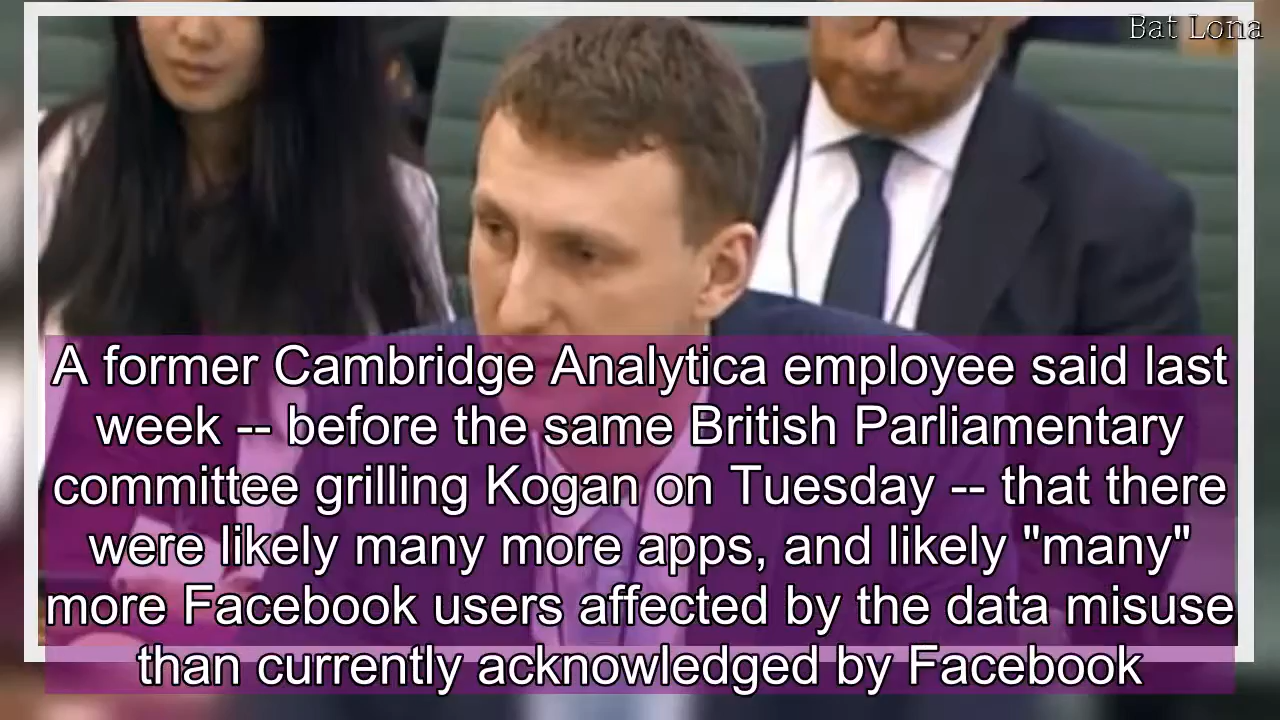 Bat Lona
A former Cambridge Analytica employee said last
week -- before the same British Parliamentary
committee grilling Kogan on Tuesday -- that there
were likely many more apps, and likely "many"
more Facebook users affected by the data misuse
than currently acknowledged by Facebook